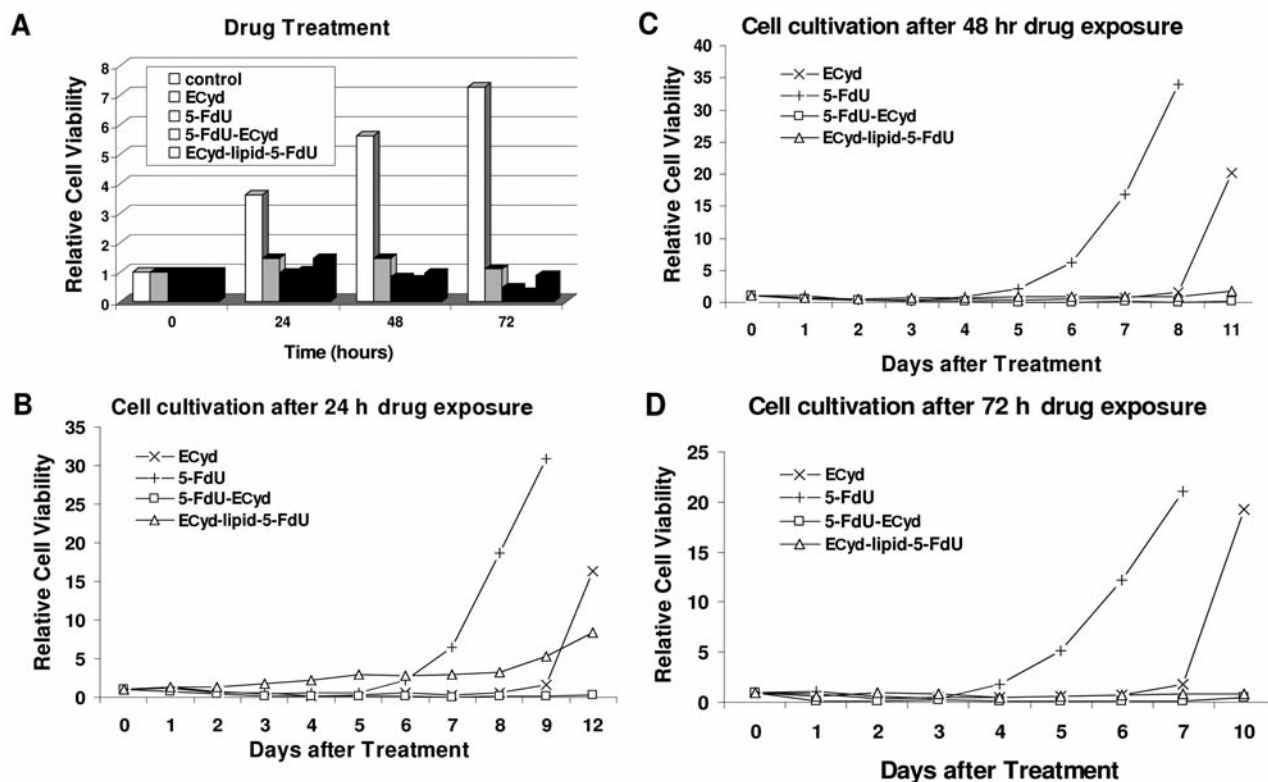 A
Drug Treatment
Relative Cell Viability
8
7
6
5
4
3
2
1
0
control
ECyd
5-FdU
5-FdU-ECyd
ECyd-lipid-5-FdU
0 24 48 72
Time (hours)
C
Cell cultivation after 48 hr drug exposure
Relative Cell Viability
40
35
30
25
20
15
10
5
0
ECyd
5-FdU
5-FdU-ECyd
ECyd-lipid-5-FdU
0 1 2 3 4 5 6 7 8 11
Days after Treatment
B
Cell cultivation after 24 h drug exposure
Relative Cell Viability
35
30
25
20
15
10
5
0
ECyd
5-FdU
5-FdU-ECyd
ECyd-lipid-5-FdU
0 1 2 3 4 5 6 7 8 9 12
Days after Treatment
D
Cell cultivation after 72 h drug exposure
Relative Cell Viability
25
20
15
10
5
0
ECyd
5-FdU
5-FdU-ECyd
ECyd-lipid-5-FdU
0 1 2 3 4 5 6 7 10
Days after Treatment